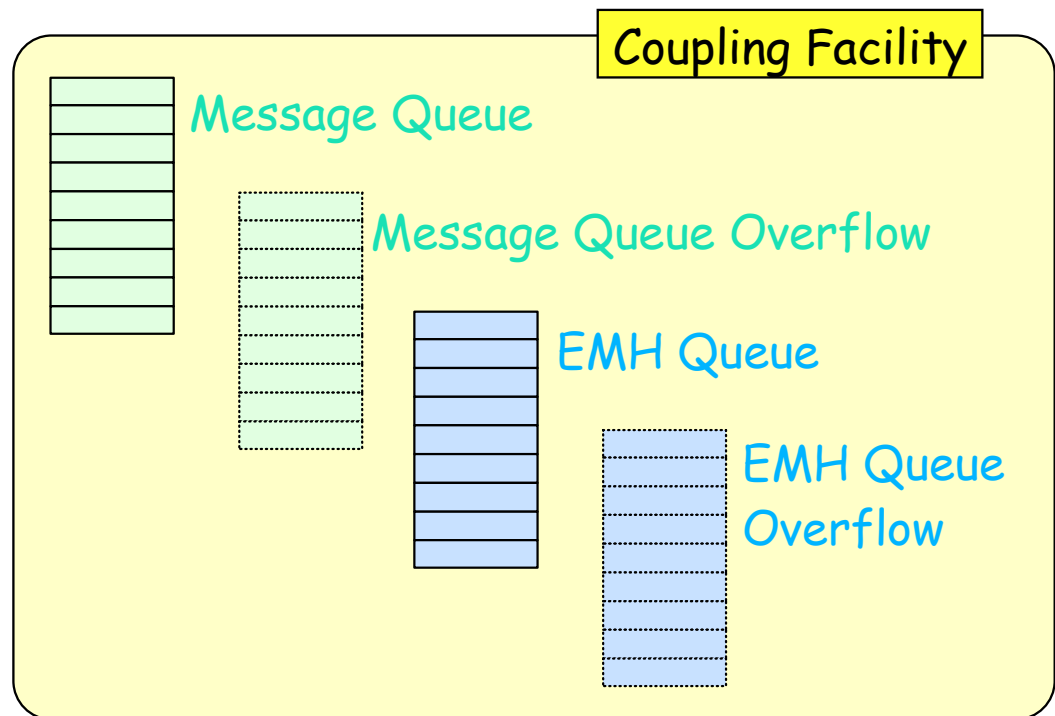 Coupling Facility
Message Queue
Message Queue Overflow
EMH Queue
EMH Queue
Overflow